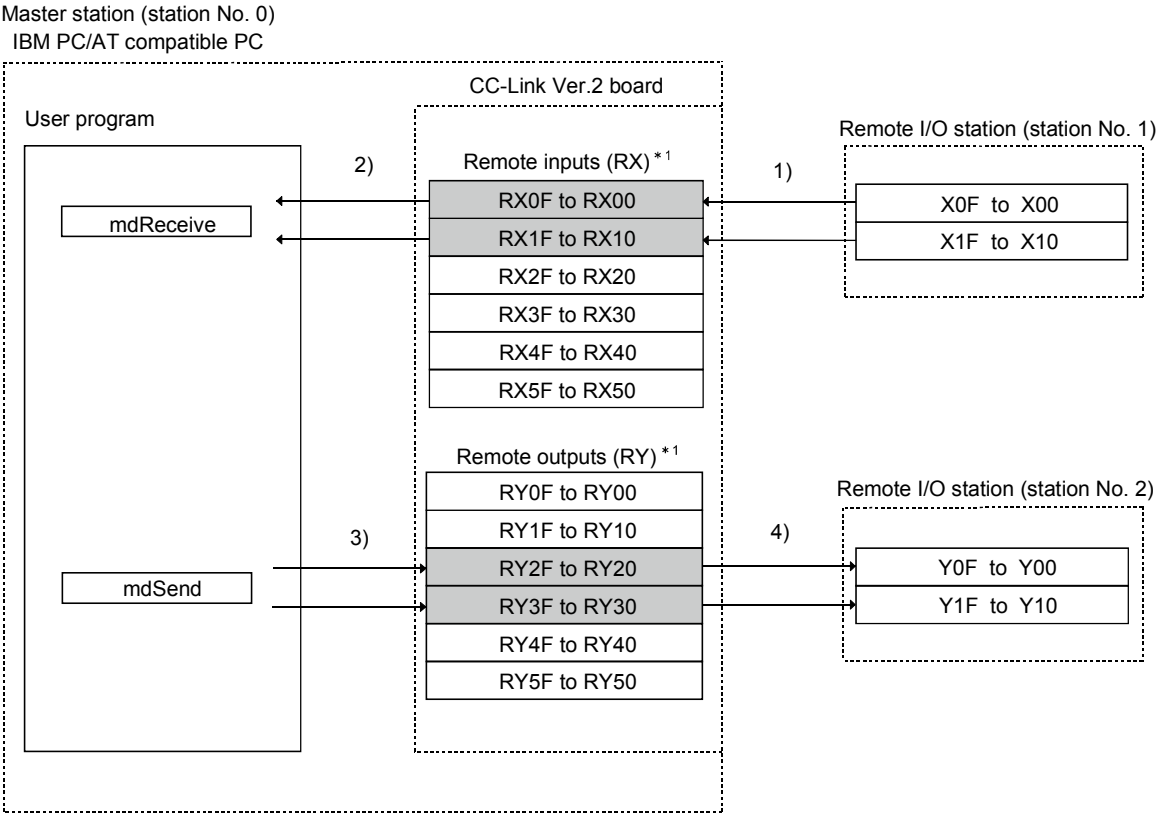 Master station (station No. 0)
IBM PC/AT compatible PC
CC-Link Ver.2 board
User program
Remote I/O station (station No. 1)
2)
Remote inputs (RX) *1
1)
RX0F to RX00
X0F to X00
mdReceive
RX1F to RX10
X1F to X10
RX2F to RX20
RX3F to RX30
RX4F to RX40
RX5F to RX50
Remote outputs (RY) *1
RY0F to RY00
Remote I/O station (station No. 2)
3)
RY1F to RY10
4)
RY2F to RY20
Y0F to Y00
mdSend
RY3F to RY30
Y1F to Y10
RY4F to RY40
RY5F to RY50